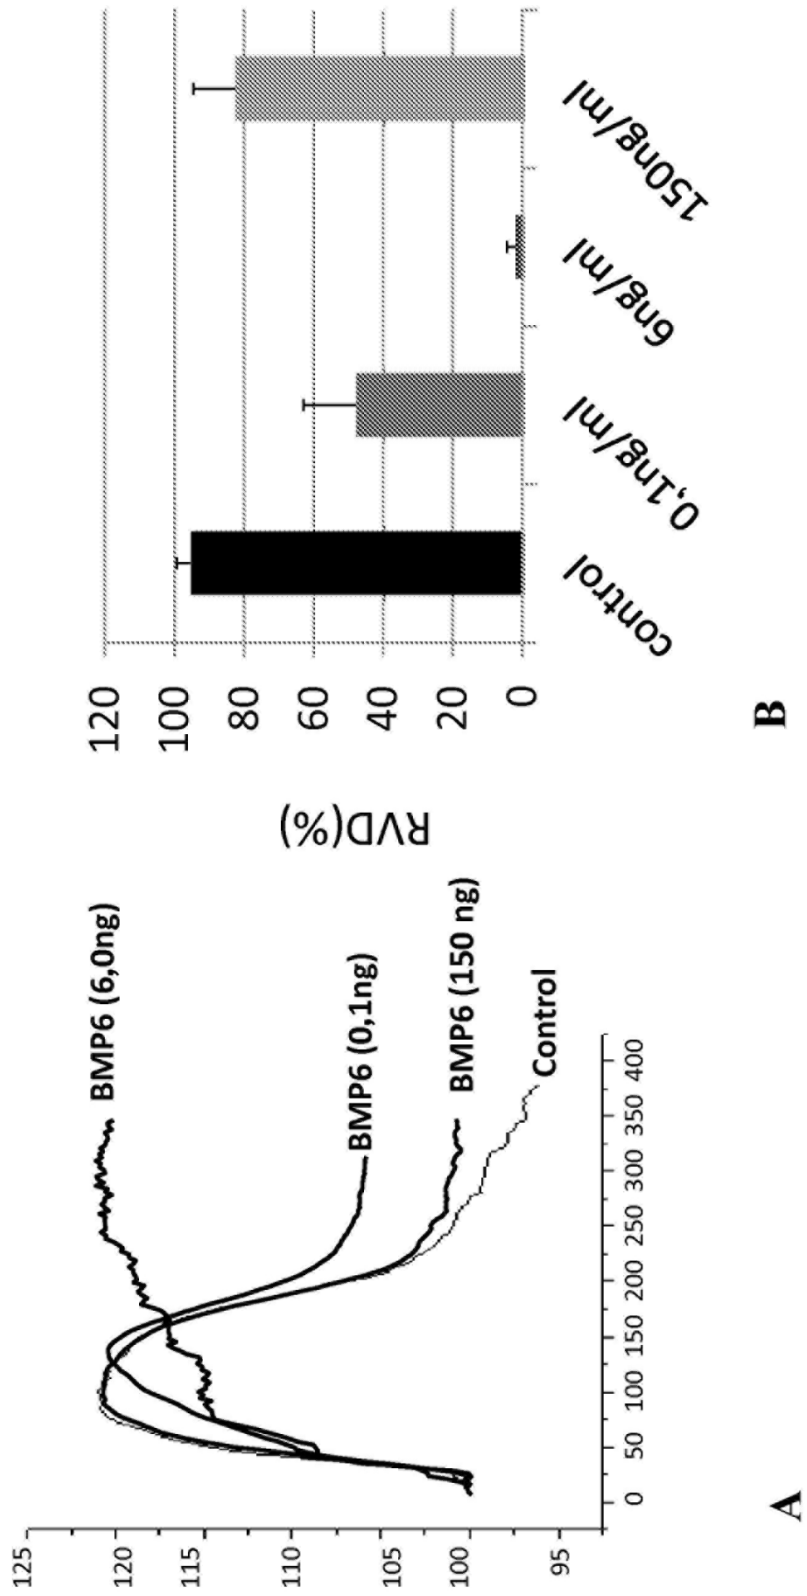 125
120
115
110
105
100
95
0
50
100
150
200
250
300
350
400
BMP6 (6,0ng)
BMP6 (0,1ng)
BMP6 (150 ng)
Control
A
RVD(%)
120
100
80
60
40
20
0
control
0,1ng/ml
6ng/ml
150ng/ml
B